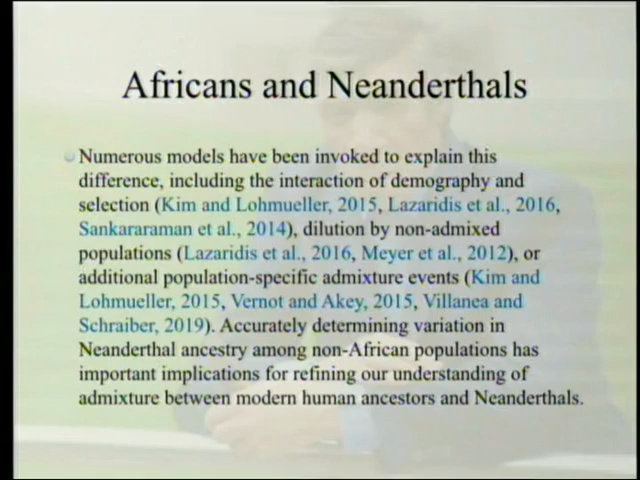 Africans and Neanderthals
Numerous models have been invoked to explain this
difference, including the interaction of demography and
selection (Kim and Lohmueller, 2015, Lazaridis et al., 2016,
Sankararaman et al., 2014), dilution by non-admixed
populations (Lazaridis et al., 2016, Meyer et al., 2012), or
additional population-specific admixture events (Kim and
Lohmueller, 2015, Vernot and Akey, 2015, Villanea and
Schraiber, 2019). Accurately determining variation in
Neanderthal ancestry among non-African populations has
important implications for refining our understanding of
admixture between modern human ancestors and Neanderthals.